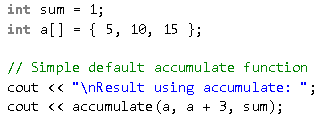 int sum = 1;
int a[] = { 5, 10, 15 };
// Simple default accumulate function
cout << "\nResult using accumulate: ";
cout << accumulate(a, a + 3, sum);